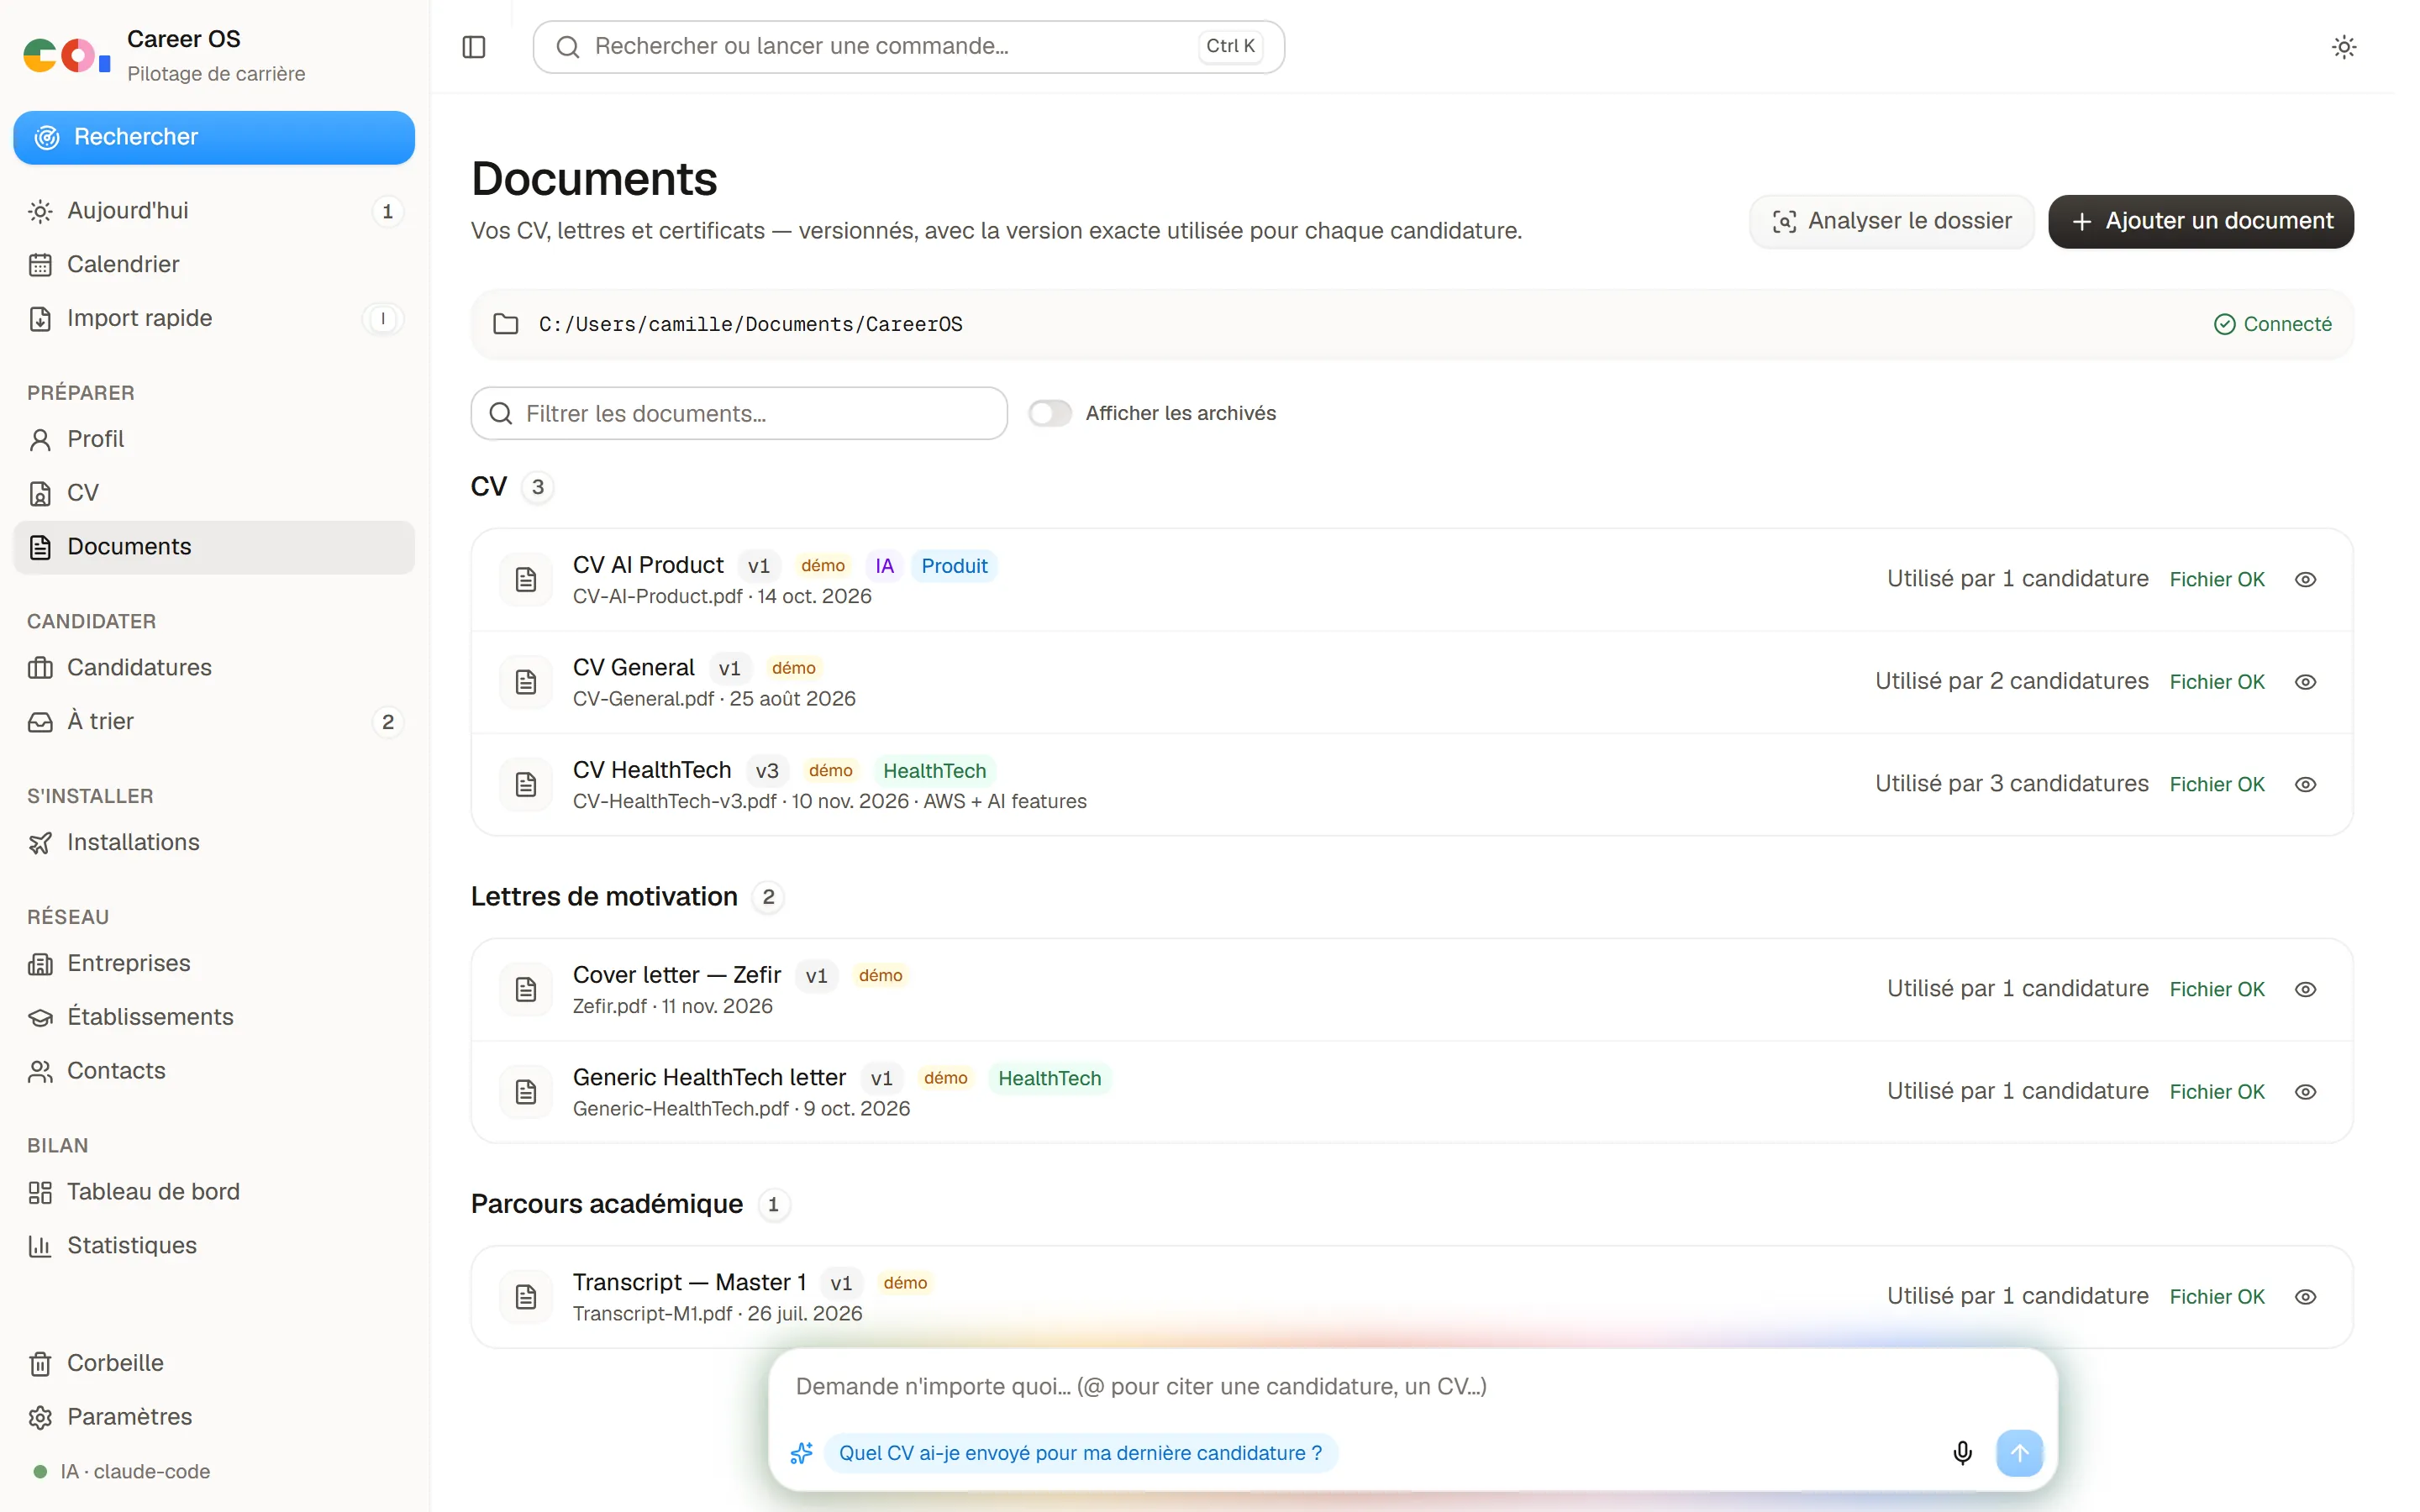 Career OS
Pilotage de carrière
Rechercher
Aujourd'hui 1
Calendrier
Import rapide I
PRÉPARER
Profil
CV
Documents
CANDIDATER
Candidatures
À trier 2
S'INSTALLER
Installations
RÉSEAU
Entreprises
Établissements
Contacts
BILAN
Tableau de bord
Statistiques
Corbeille
Paramètres
IA · claude-code
Rechercher ou lancer une commande... Ctrl K
Documents
Vos CV, lettres et certificats — versionnés, avec la version exacte utilisée pour chaque candidature.
Analyser le dossier
Ajouter un document
C:/Users/camille/Documents/CareerOS
Connecté
Filtrer les documents...
Afficher les archivés
CV 3
CV AI Product v1 démo IA Produit
CV-AI-Product.pdf · 14 oct. 2026
Utilisé par 1 candidature Fichier OK
CV General v1 démo
CV-General.pdf · 25 août 2026
Utilisé par 2 candidatures Fichier OK
CV HealthTech v3 démo HealthTech
CV-HealthTech-v3.pdf · 10 nov. 2026 · AWS + AI features
Utilisé par 3 candidatures Fichier OK
Lettres de motivation 2
Cover letter — Zefir v1 démo
Zefir.pdf · 11 nov. 2026
Utilisé par 1 candidature Fichier OK
Generic HealthTech letter v1 démo HealthTech
Generic-HealthTech.pdf · 9 oct. 2026
Utilisé par 1 candidature Fichier OK
Parcours académique 1
Transcript — Master 1 v1 démo
Transcript-M1.pdf · 26 juil. 2026
Utilisé par 1 candidature Fichier OK
Demande n'importe quoi... (@ pour citer une candidature, un CV...)
Quel CV ai-je envoyé pour ma dernière candidature ?